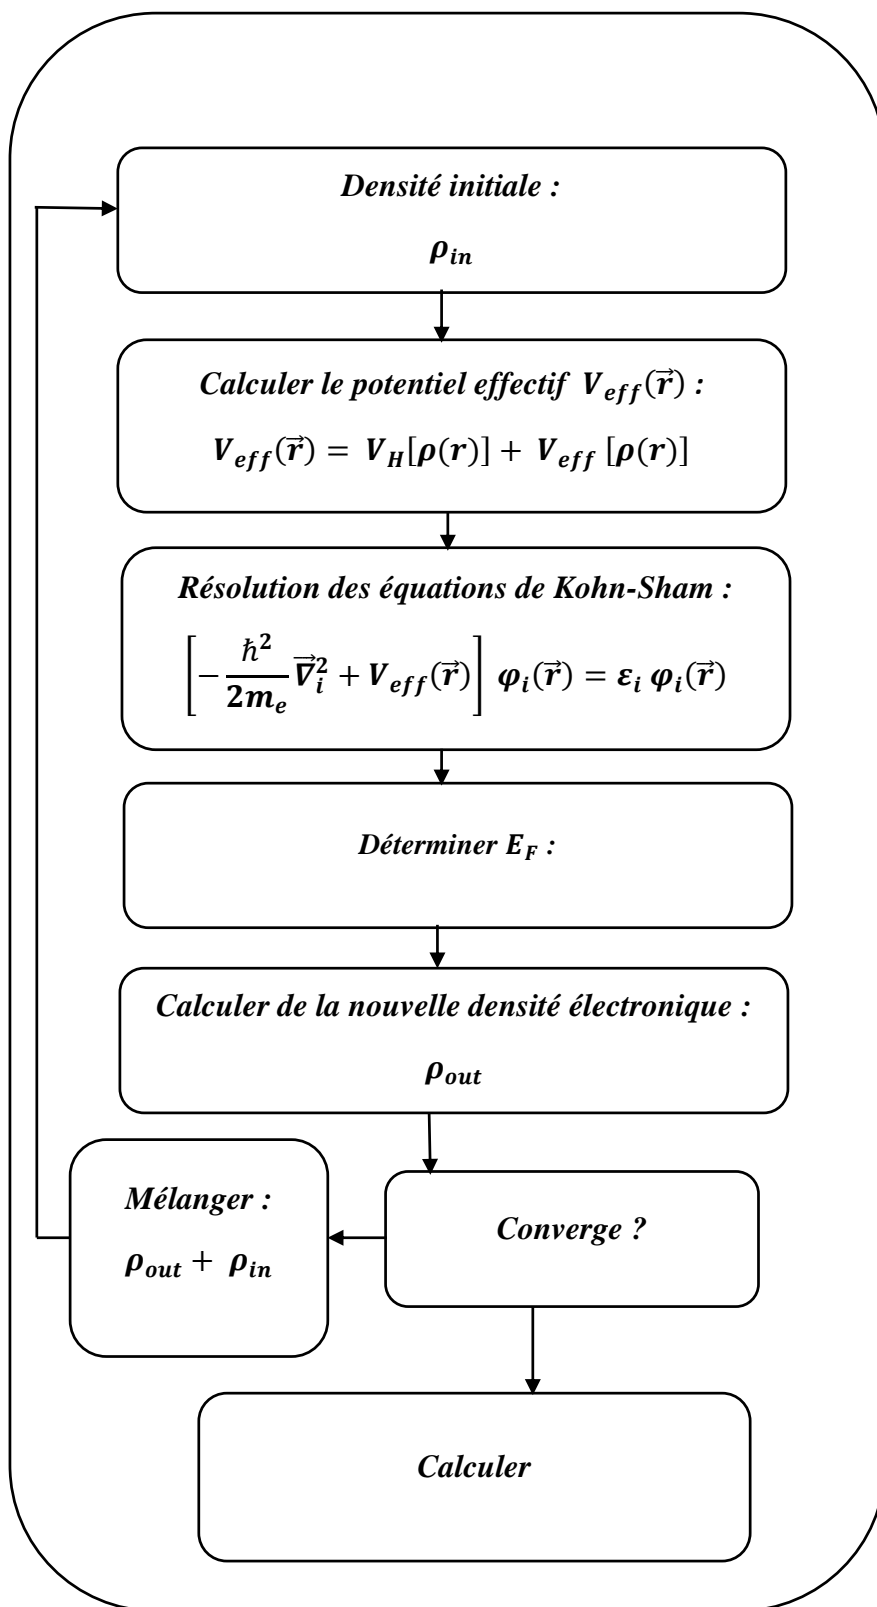 Densité initiale :
ρ_in
Calculer le potentiel effectif V_eff(r⃗) :
V_eff(r⃗) = V_H[ρ(r)] + V_eff [ρ(r)]
Résolution des équations de Kohn-Sham :
[−ħ²/2m_e ∇⃗_i² + V_eff(r⃗)] φ_i(r⃗) = ε_i φ_i(r⃗)
Déterminer E_F :
Calculer de la nouvelle densité électronique :
ρ_out
Mélanger :
ρ_out + ρ_in
Converge ?
Calculer